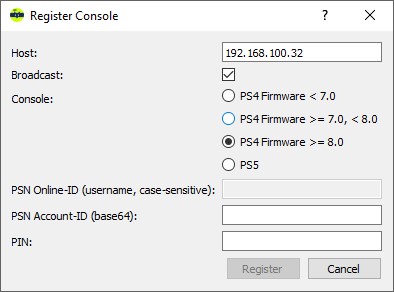 Register Console
Host:
192.168.100.32
Broadcast:
Console:
PS4 Firmware < 7.0
PS4 Firmware >= 7.0, < 8.0
PS4 Firmware >= 8.0
PS5
PSN Online-ID (username, case-sensitive):
PSN Account-ID (base64):
PIN:
Register
Cancel